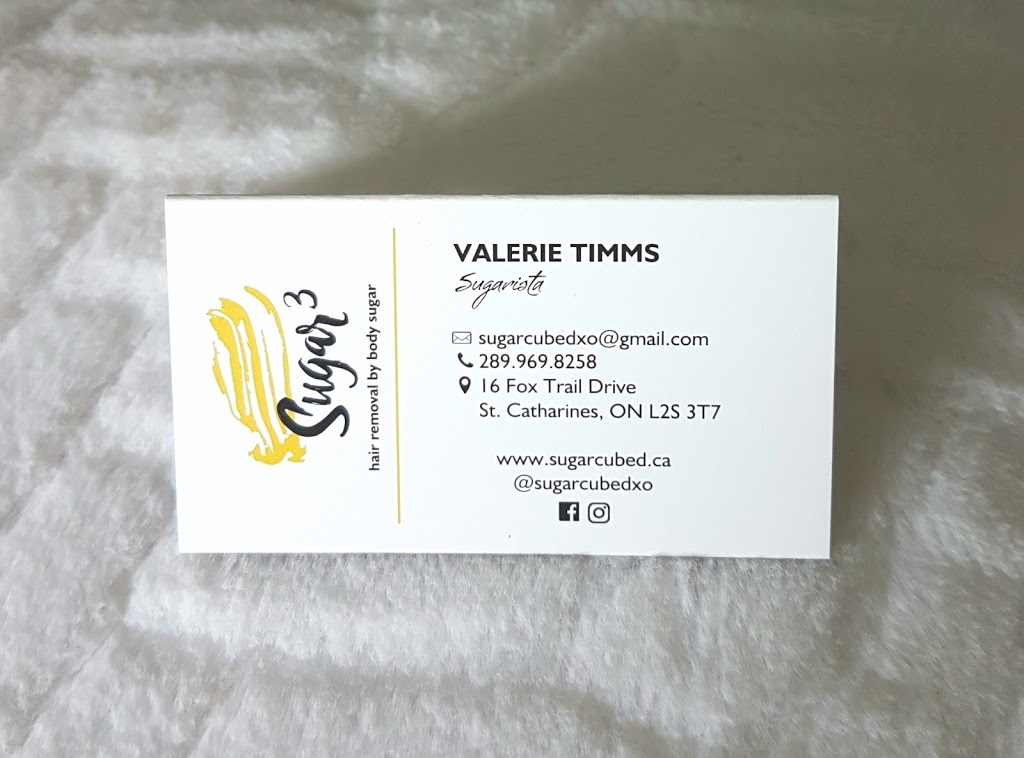 Sugar³
hair removal by body sugar
VALERIE TIMMS
Sugarista
sugarcubedxo@gmail.com
289.969.8258
16 Fox Trail Drive
St. Catharines, ON L2S 3T7
www.sugarcubed.ca
@sugarcubedxo